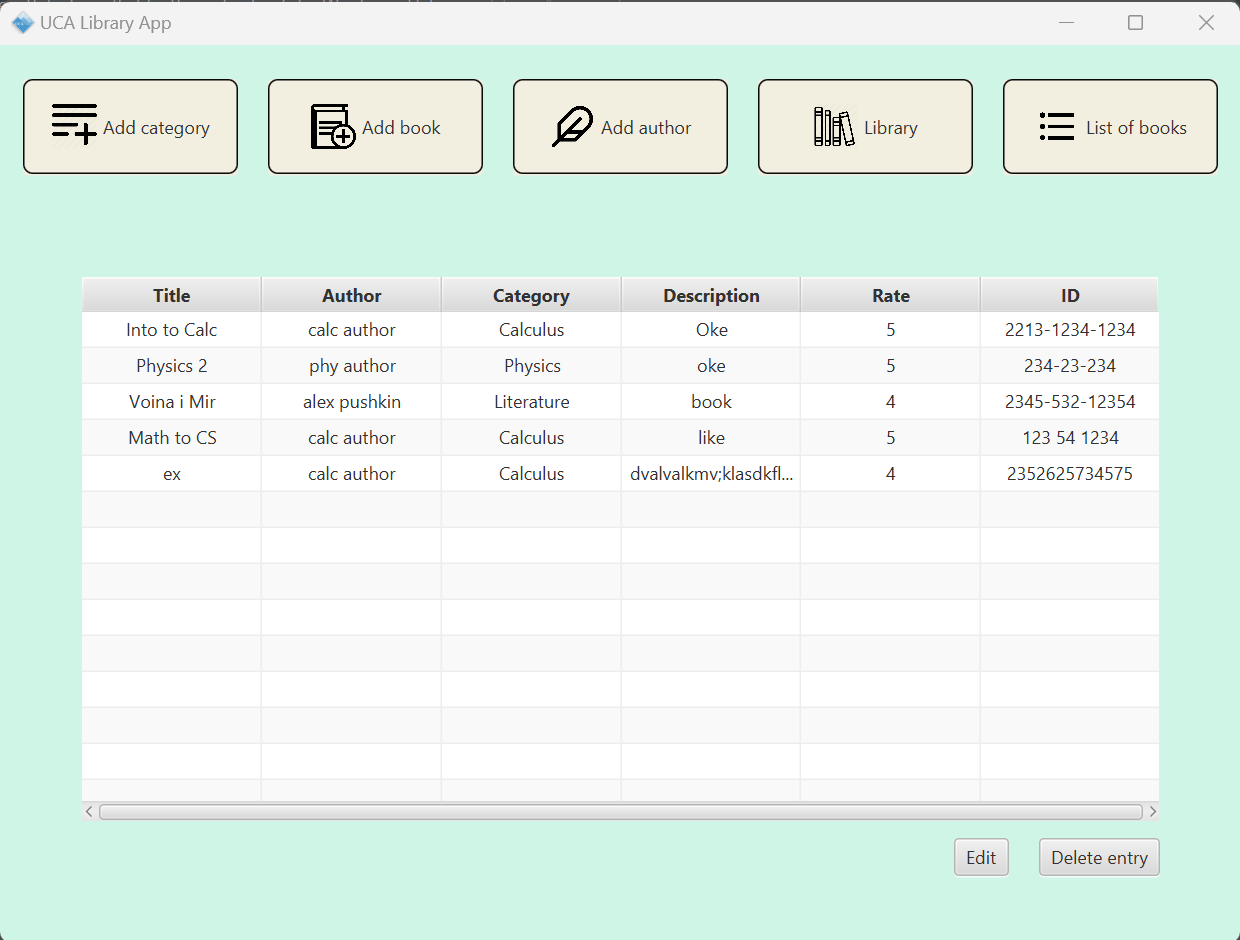 UCA Library App
Add category
Add book
Add author
Library
List of books
Title Author Category Description Rate ID
Into to Calc calc author Calculus Oke 5 2213-1234-1234
Physics 2 phy author Physics oke 5 234-23-234
Voina i Mir alex pushkin Literature book 4 2345-532-12354
Math to CS calc author Calculus like 5 123 54 1234
ex calc author Calculus dvalvalkmv;klasdkfl... 4 2352625734575
Edit
Delete entry